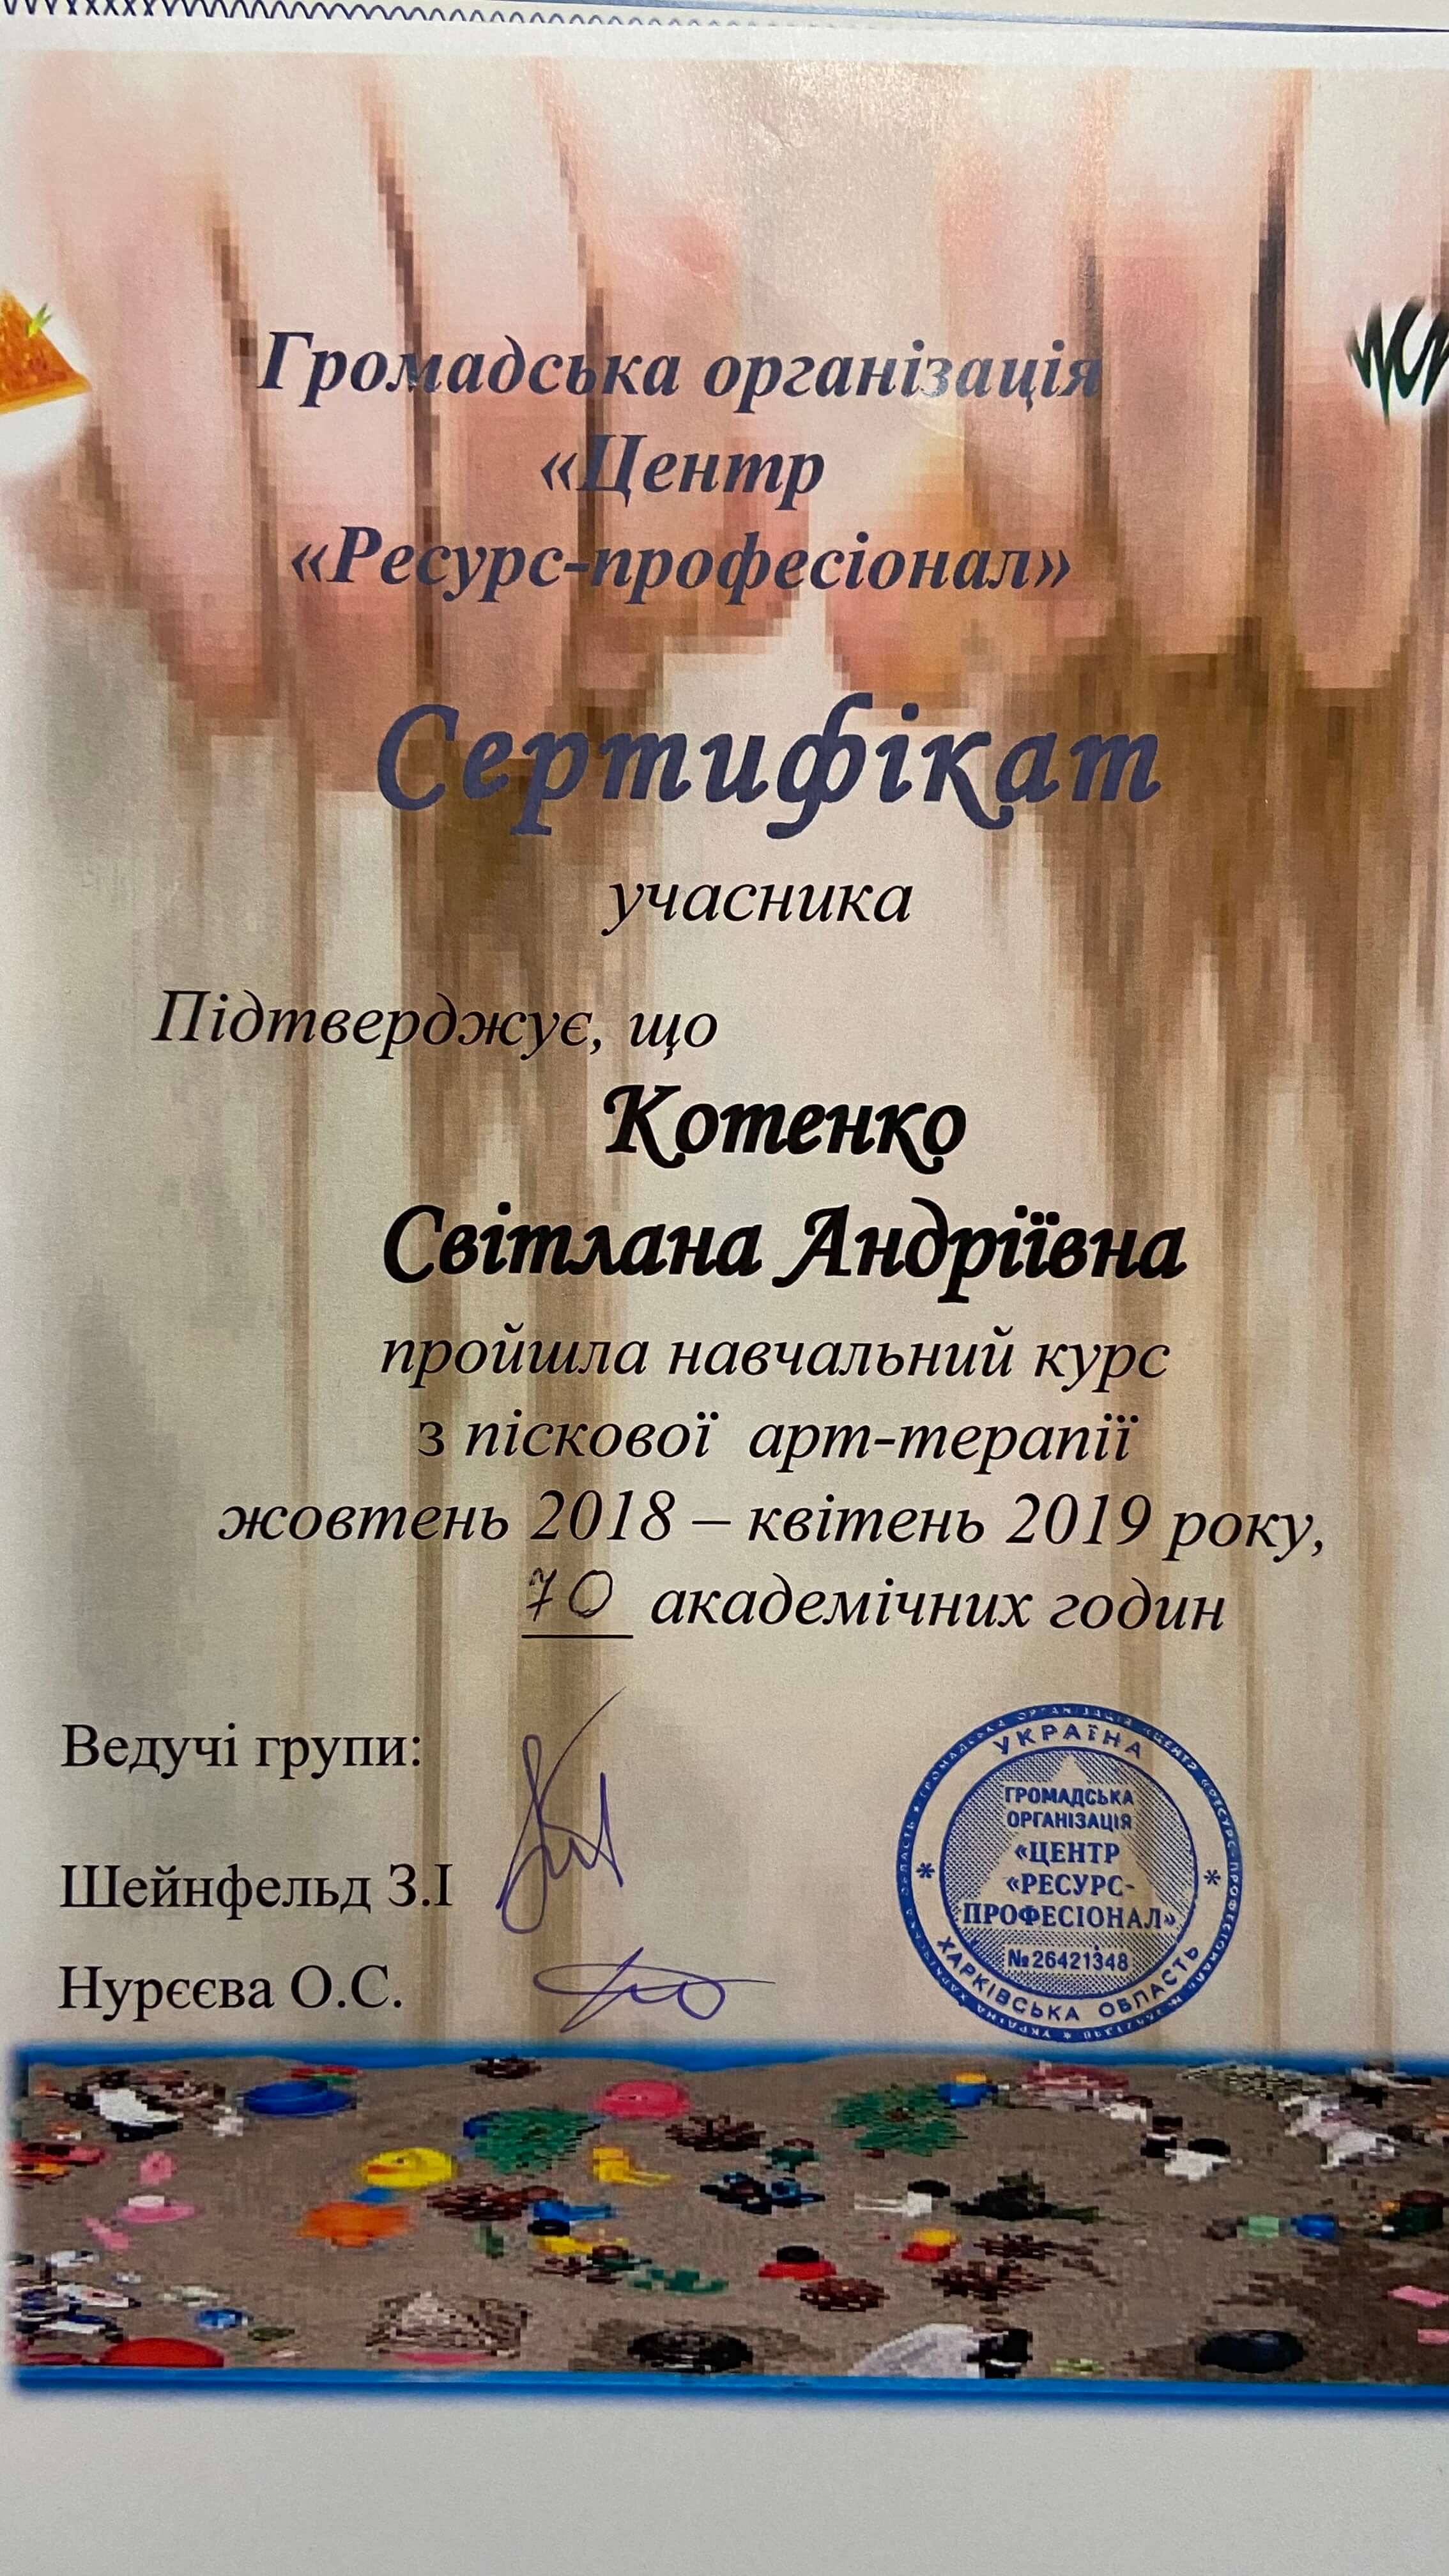 Громадська організація
«Центр
«Ресурс-професіонал»
Сертифікат
учасника
Підтверджує, що
Котенко
Світлана Андріївна
пройшла навчальний курс
з піскової арт-терапії
жовтень 2018 – квітень 2019 року,
70 академічних годин
Ведучі групи:
Шейнфельд З.І
Нурєєва О.С.
УКРАЇНА
ГРОМАДСЬКА
ОРГАНІЗАЦІЯ
«ЦЕНТР
«РЕСУРС-
ПРОФЕСІОНАЛ»
№26421348
ХАРКІВСЬКА ОБЛАСТЬ